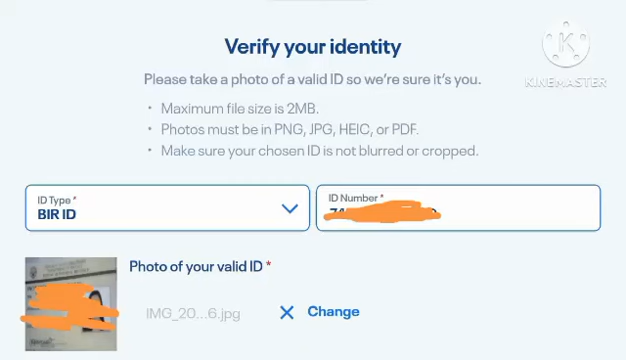 Verify your identity
KINEMASTER
Please take a photo of a valid ID so we're sure it's you.
• Maximum file size is 2MB.
• Photos must be in PNG, JPG, HEIC, or PDF.
• Make sure your chosen ID is not blurred or cropped.
ID Type *
BIR ID
ID Number *
Photo of your valid ID *
IMG_20...6.jpg
Change